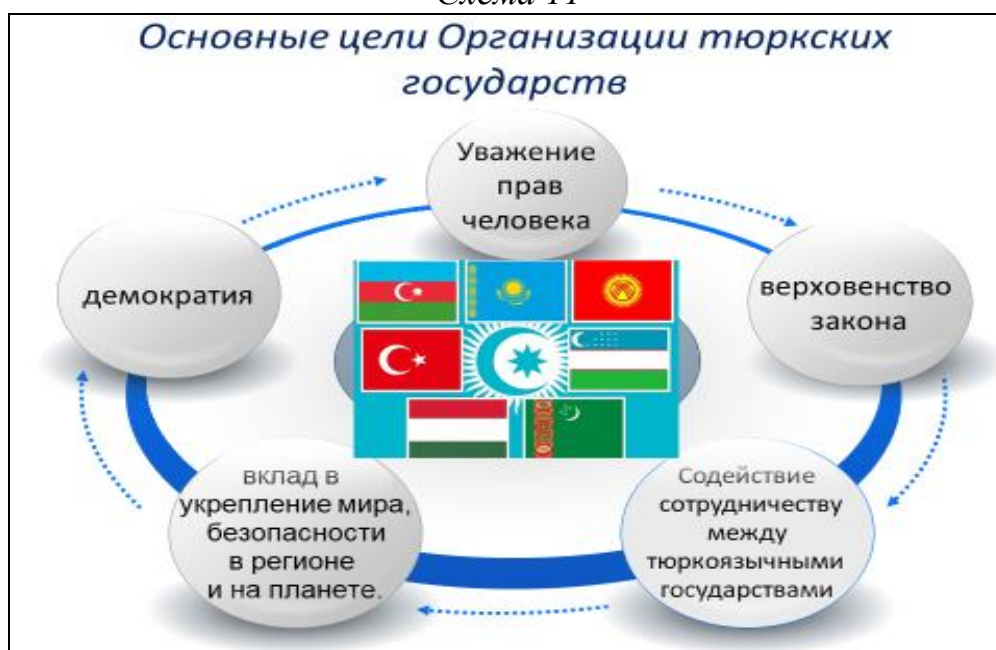 Схема 11
Основные цели Организации тюркских
государств
Уважение
прав
человека
демократия
верховенство
закона
вклад в
укрепление мира,
безопасности
в регионе
и на планете.
Содействие
сотрудничеству
между
тюркоязычными
государствами